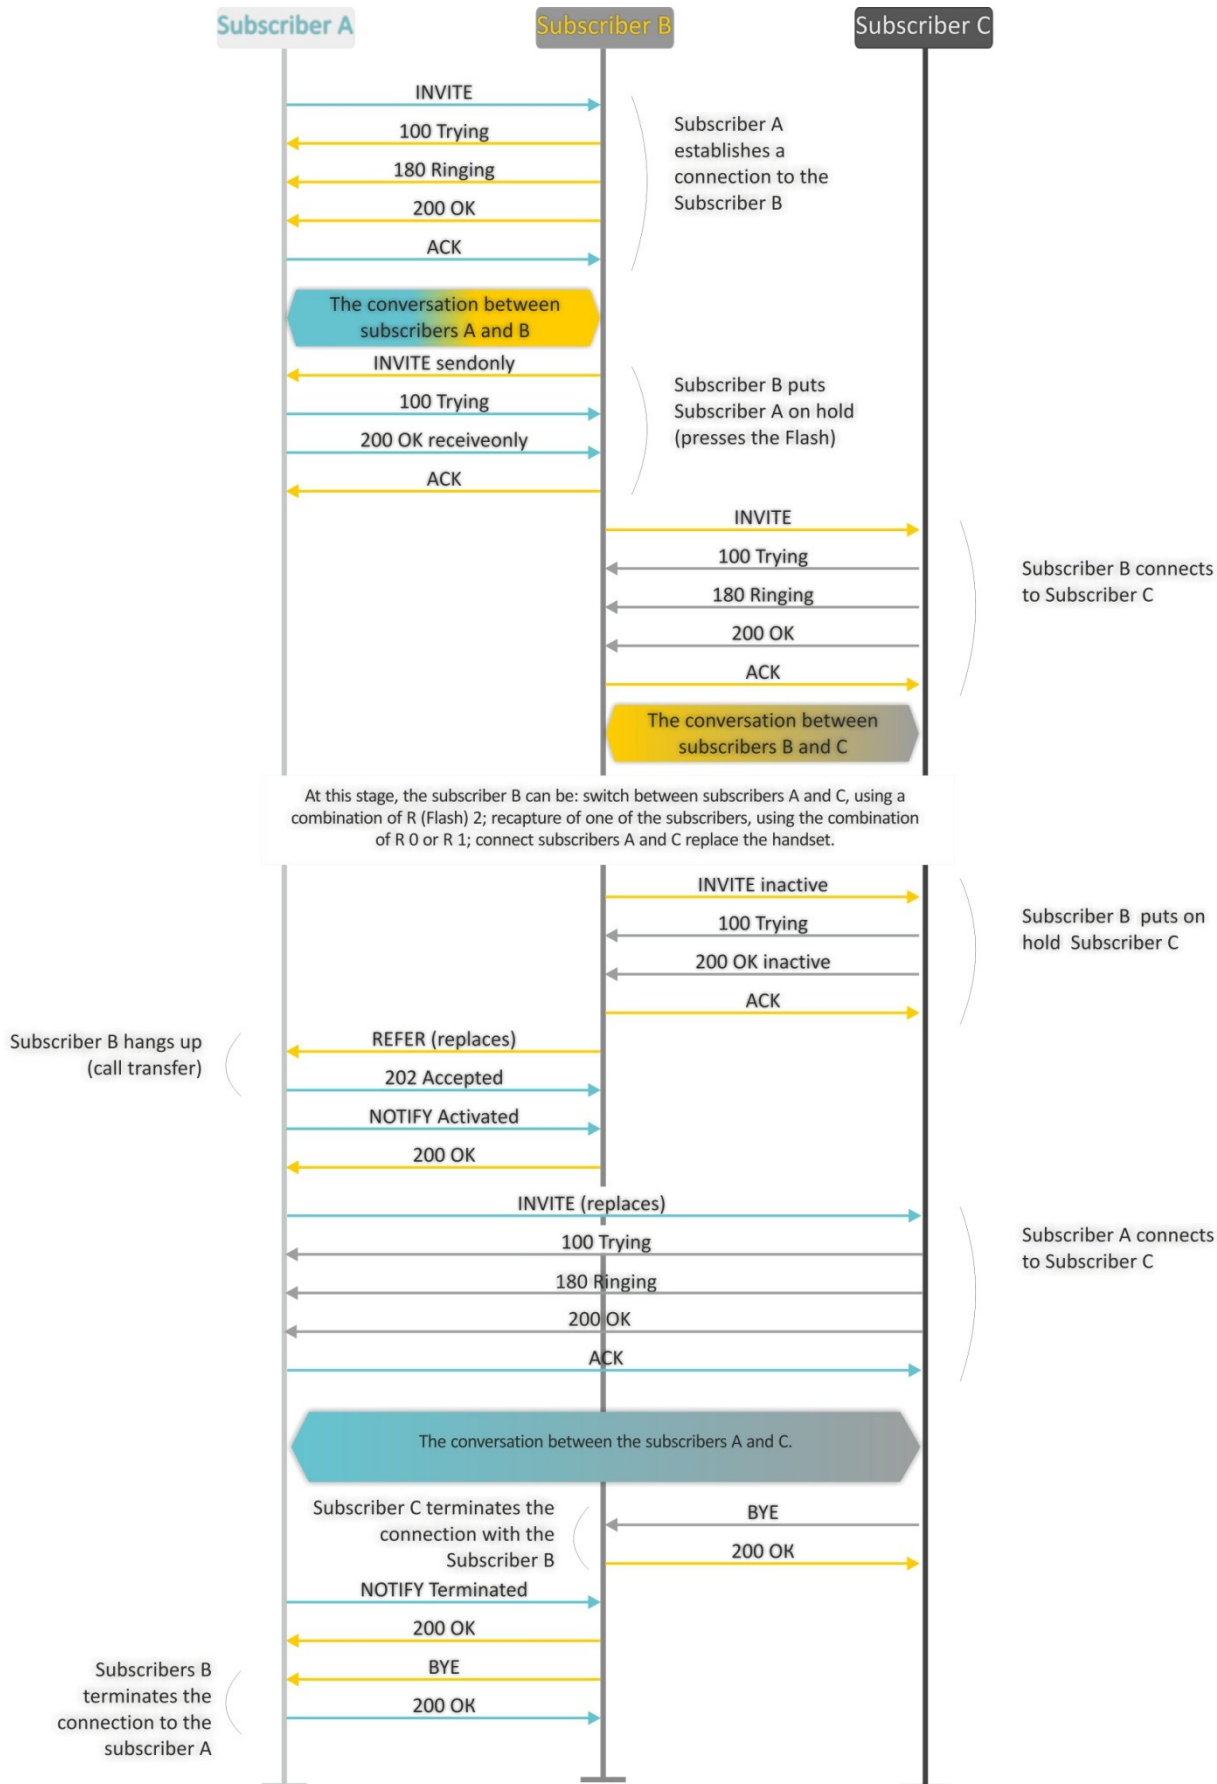 Subscriber A
Subscriber B
Subscriber C
INVITE
100 Trying
180 Ringing
200 OK
ACK
Subscriber A
establishes a
connection to the
Subscriber B
The conversation between
subscribers A and B
INVITE sendonly
100 Trying
200 OK receiveonly
ACK
Subscriber B puts
Subscriber A on hold
(presses the Flash)
INVITE
100 Trying
180 Ringing
200 OK
ACK
Subscriber B connects
to Subscriber C
The conversation between
subscribers B and C
At this stage, the subscriber B can be: switch between subscribers A and C, using a
combination of R (Flash) 2; recapture of one of the subscribers, using the combination
of R 0 or R 1; connect subscribers A and C replace the handset.
INVITE inactive
100 Trying
200 OK inactive
ACK
Subscriber B puts on
hold Subscriber C
Subscriber B hangs up
(call transfer)
REFER (replaces)
202 Accepted
NOTIFY Activated
200 OK
INVITE (replaces)
100 Trying
180 Ringing
200 OK
ACK
Subscriber A connects
to Subscriber C
The conversation between the subscribers A and C.
Subscriber C terminates the
connection with the
Subscriber B
BYE
200 OK
NOTIFY Terminated
200 OK
BYE
200 OK
Subscribers B
terminates the
connection to the
subscriber A